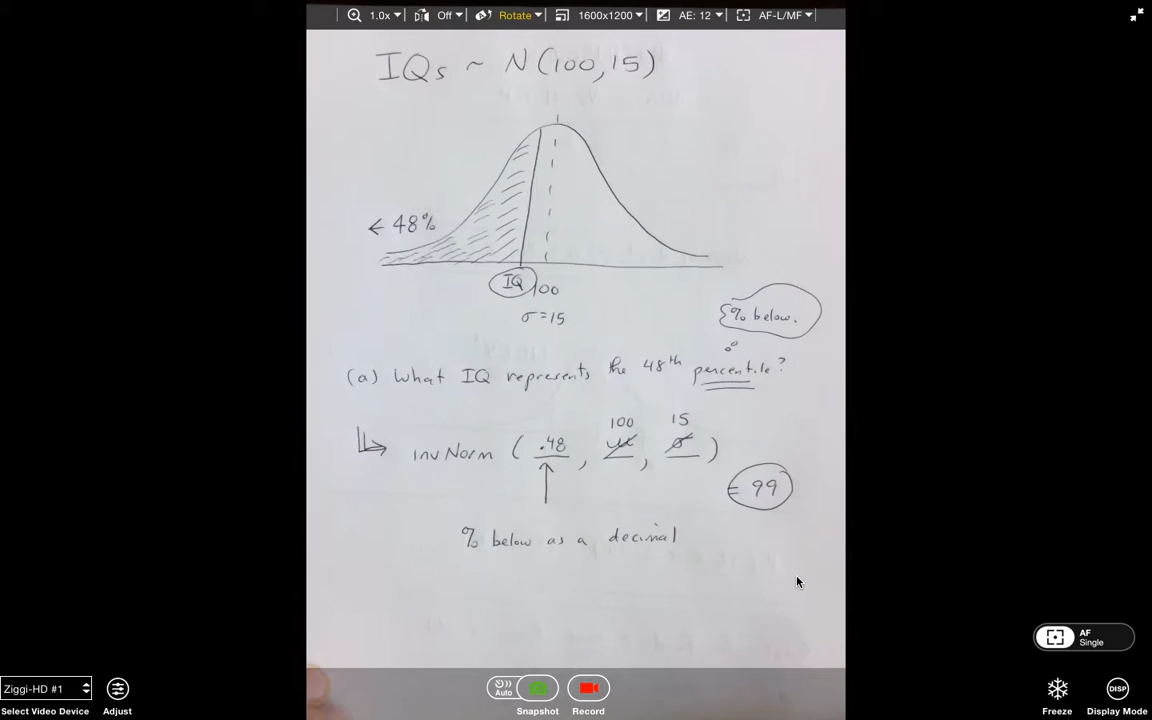 1.0x Off Rotate 1600x1200 AE: 12 AF-L/MF
IQs ~ N(100,15)
← 48%
IQ 100
σ=15
% below.
(a) What IQ represents the 48th percentile?
100 15
invNorm ( .48 , μ , σ )
= 99
% below as a decimal
AF
Single
Ziggi-HD #1
Auto
DISP
Select Video Device Adjust Snapshot Record Freeze Display Mode